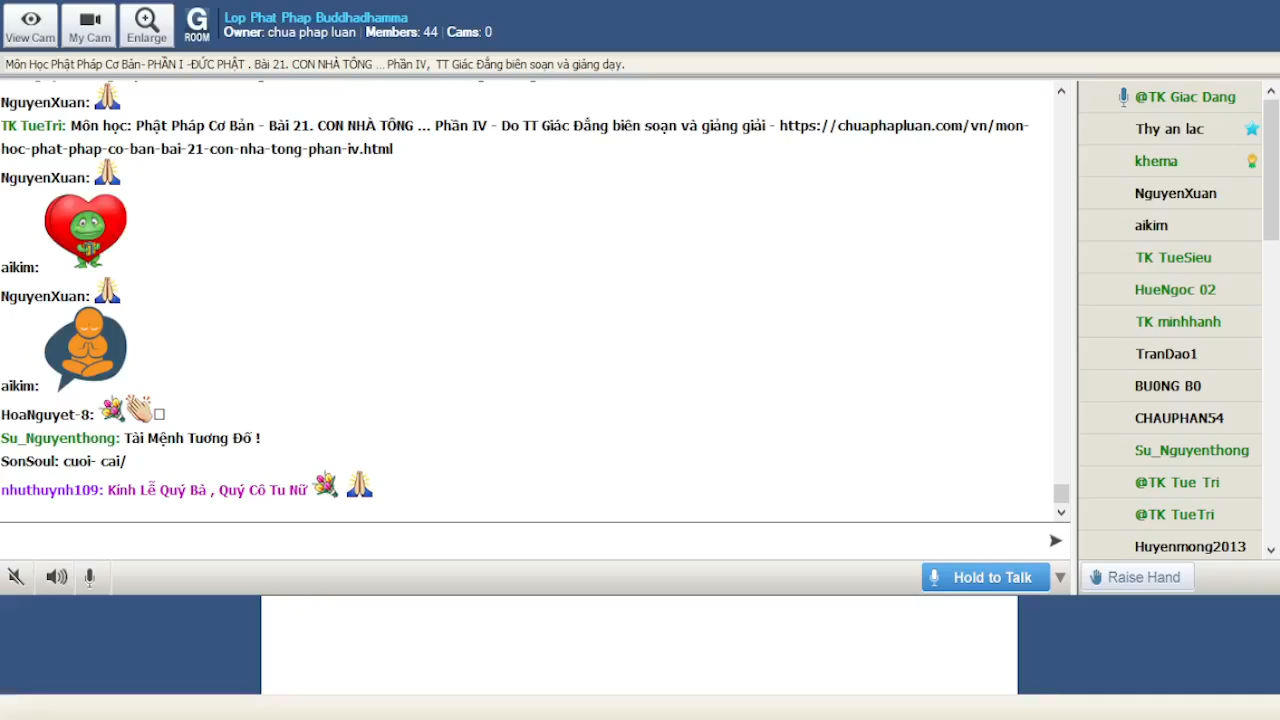 View Cam
My Cam
Enlarge
G
ROOM
Lop Phat Phap Buddhadhamma
Owner: chua phap luan | Members: 44 | Cams: 0
Môn Học Phật Pháp Cơ Bản- PHẦN I -ĐỨC PHẬT . Bài 21. CON NHÀ TÔNG ... Phần IV, TT Giác Đẳng biên soạn và giảng dạy.
NguyenXuan:
TK TueTri: Môn học: Phật Pháp Cơ Bản - Bài 21. CON NHÀ TÔNG ... Phần IV - Do TT Giác Đẳng biên soạn và giảng giải - https://chuaphapluan.com/vn/mon-
hoc-phat-phap-co-ban-bai-21-con-nha-tong-phan-iv.html
NguyenXuan:
aikim:
NguyenXuan:
aikim:
HoaNguyet-8:
Su_Nguyenthong: Tài Mệnh Tương Đố !
SonSoul: cuoi- cai/
nhuthuynh109: Kính Lễ Quý Bà , Quý Cô Tu Nữ
Hold to Talk
@TK Giac Dang
Thy an lac
khema
NguyenXuan
aikim
TK TueSieu
HueNgoc 02
TK minhhanh
TranDao1
BU0NG B0
CHAUPHAN54
Su_Nguyenthong
@TK Tue Tri
@TK TueTri
Huyenmong2013
Raise Hand